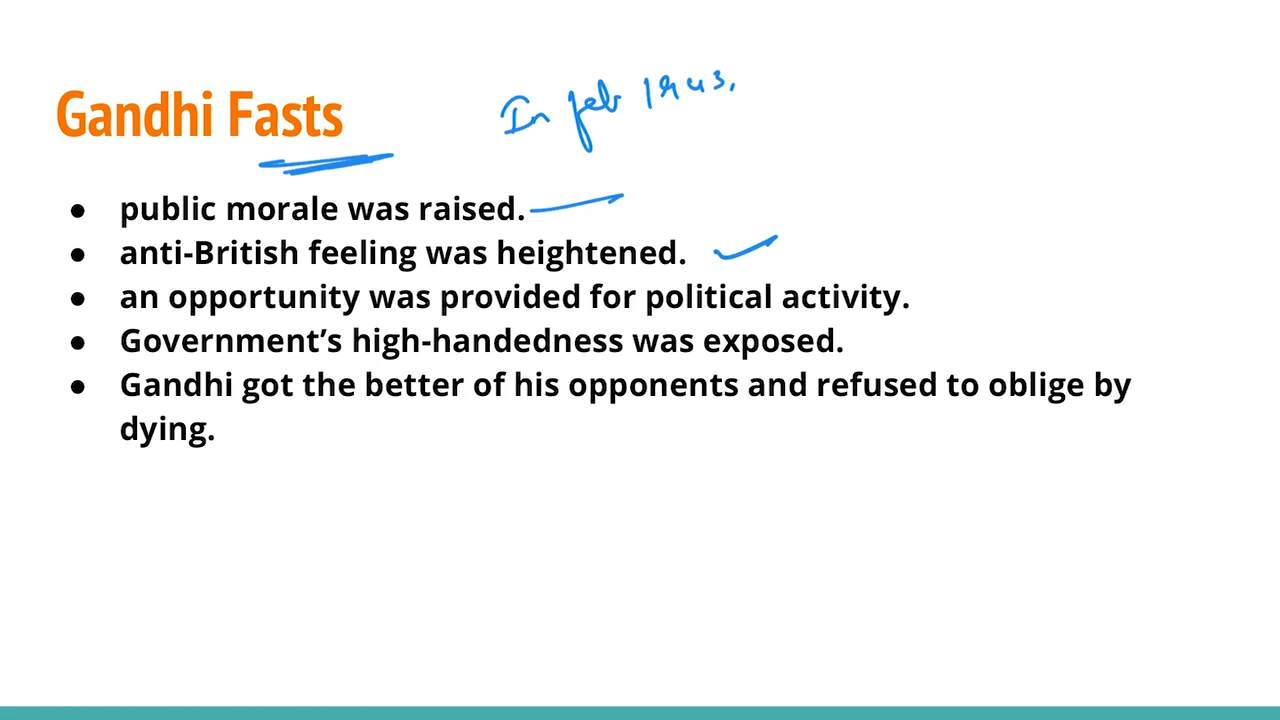 Gandhi Fasts
In feb 1943.
● public morale was raised.
● anti-British feeling was heightened.
● an opportunity was provided for political activity.
● Government’s high-handedness was exposed.
● Gandhi got the better of his opponents and refused to oblige by
dying.